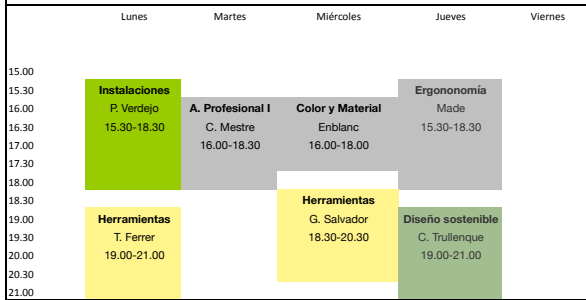 Lunes Martes Miércoles Jueves Viernes
15.00
15.30 Instalaciones Ergononomía
16.00 P. Verdejo A. Profesional I Color y Material Made
16.30 15.30-18.30 C. Mestre Enblanc 15.30-18.30
17.00 16.00-18.30 16.00-18.00
17.30
18.00
18.30 Herramientas
19.00 Herramientas G. Salvador Diseño sostenible
19.30 T. Ferrer 18.30-20.30 C. Trullenque
20.00 19.00-21.00 19.00-21.00
20.30
21.00